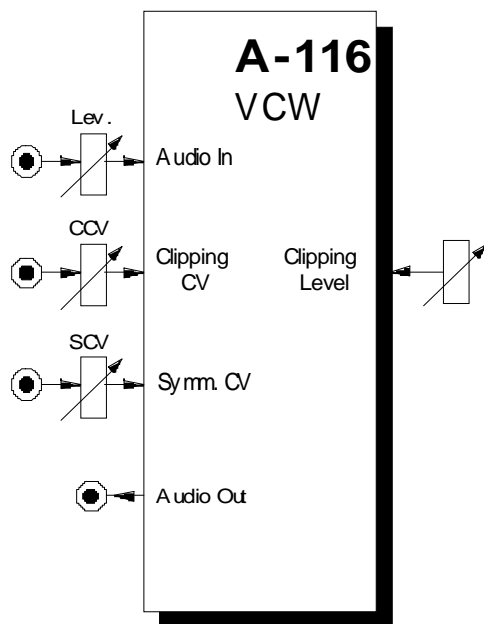 A-116
VCW
Lev.
Audio In
CCV
Clipping
CV
Clipping
Level
SCV
Symm. CV
Audio Out